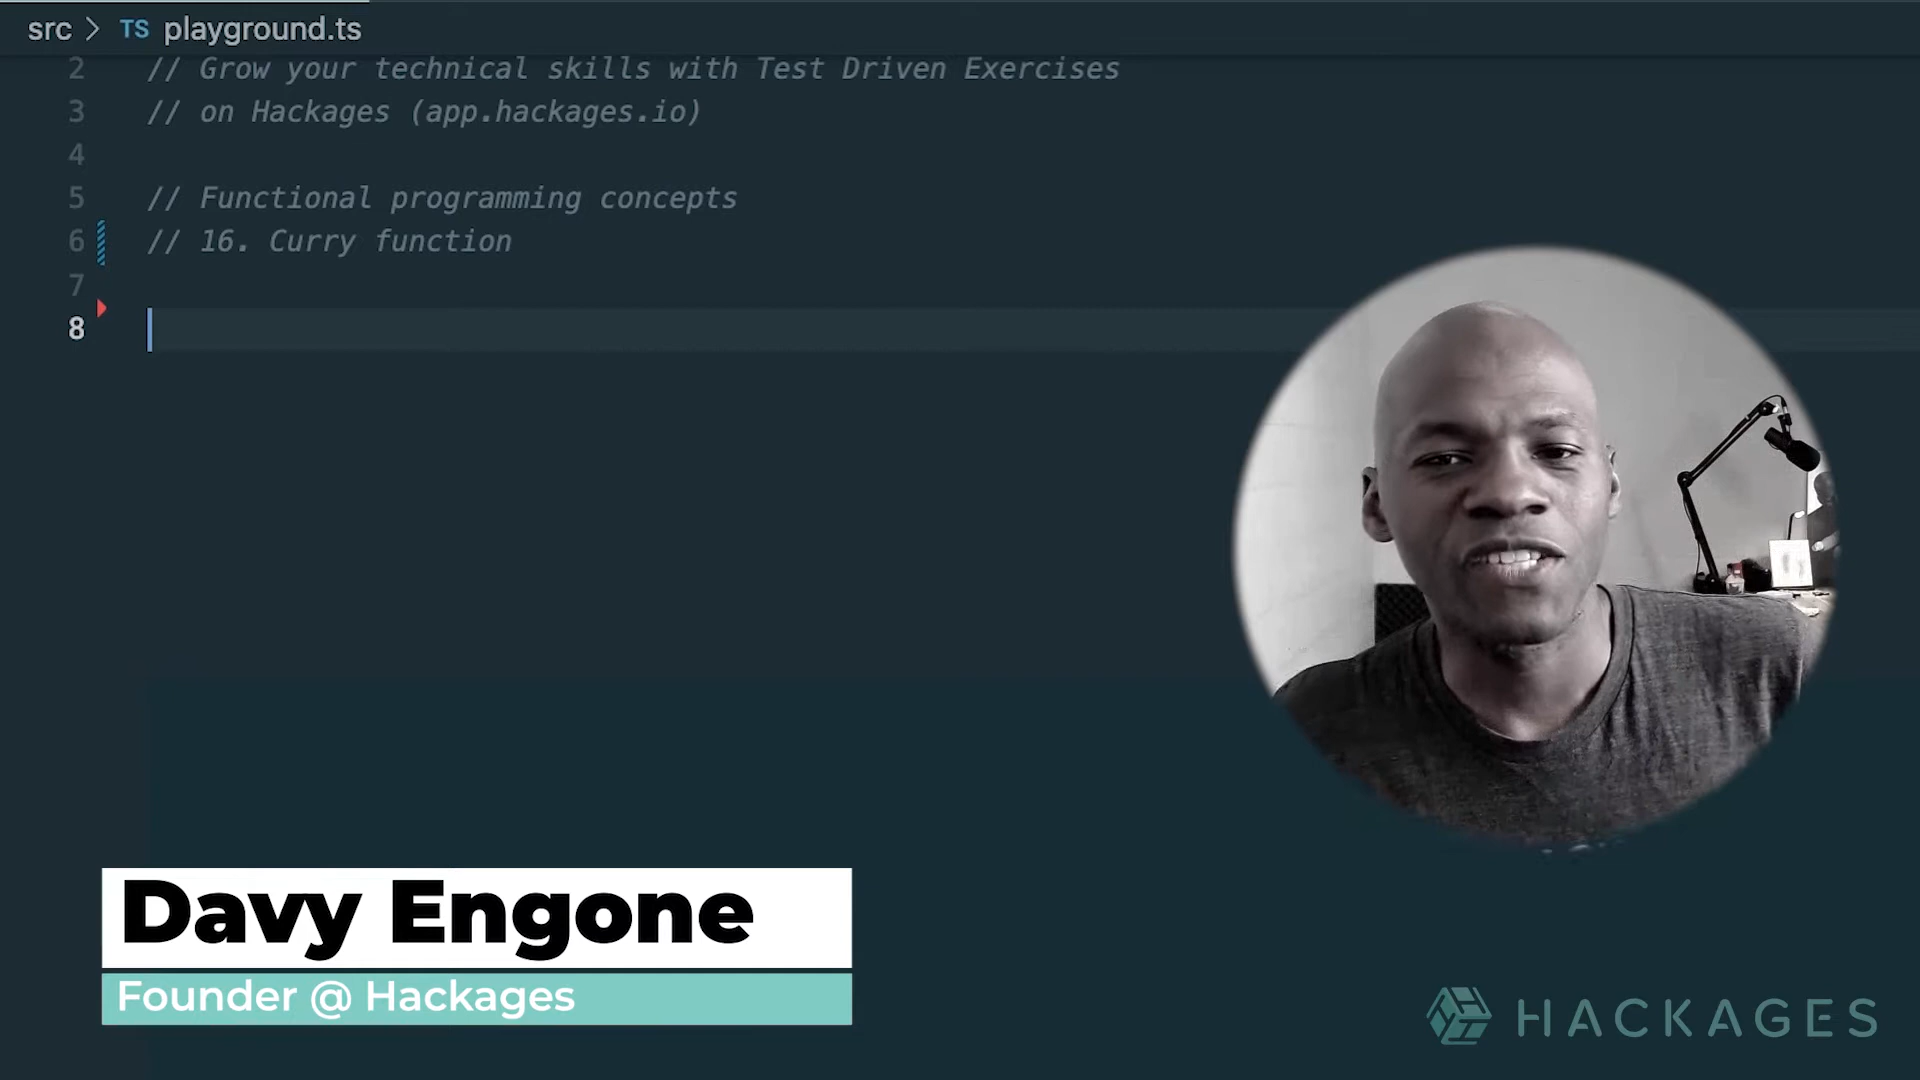 src > TS playground.ts
2 // Grow your technical skills with Test Driven Exercises
3 // on Hackages (app.hackages.io)
4
5 // Functional programming concepts
6 // 16. Curry function
7
8
Davy Engone
Founder @ Hackages
HACKAGES